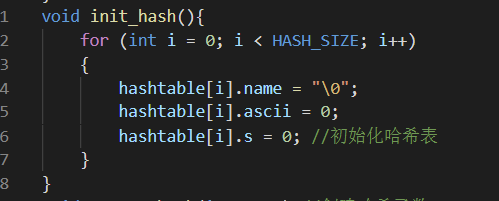 1 void init_hash(){
2     for (int i = 0; i < HASH_SIZE; i++)
3     {
4         hashtable[i].name = "\0";
5         hashtable[i].ascii = 0;
6         hashtable[i].s = 0; //初始化哈希表
7     }
8 }